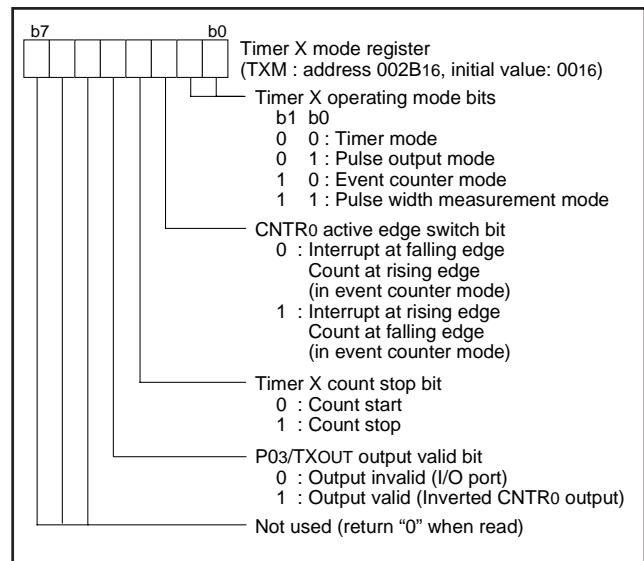 b7 b0
Timer X mode register
(TXM : address 002B16, initial value: 0016)
Timer X operating mode bits
b1 b0
0 0 : Timer mode
0 1 : Pulse output mode
1 0 : Event counter mode
1 1 : Pulse width measurement mode
CNTR0 active edge switch bit
0 : Interrupt at falling edge
Count at rising edge
(in event counter mode)
1 : Interrupt at rising edge
Count at falling edge
(in event counter mode)
Timer X count stop bit
0 : Count start
1 : Count stop
P03/TXOUT output valid bit
0 : Output invalid (I/O port)
1 : Output valid (Inverted CNTR0 output)
Not used (return “0” when read)